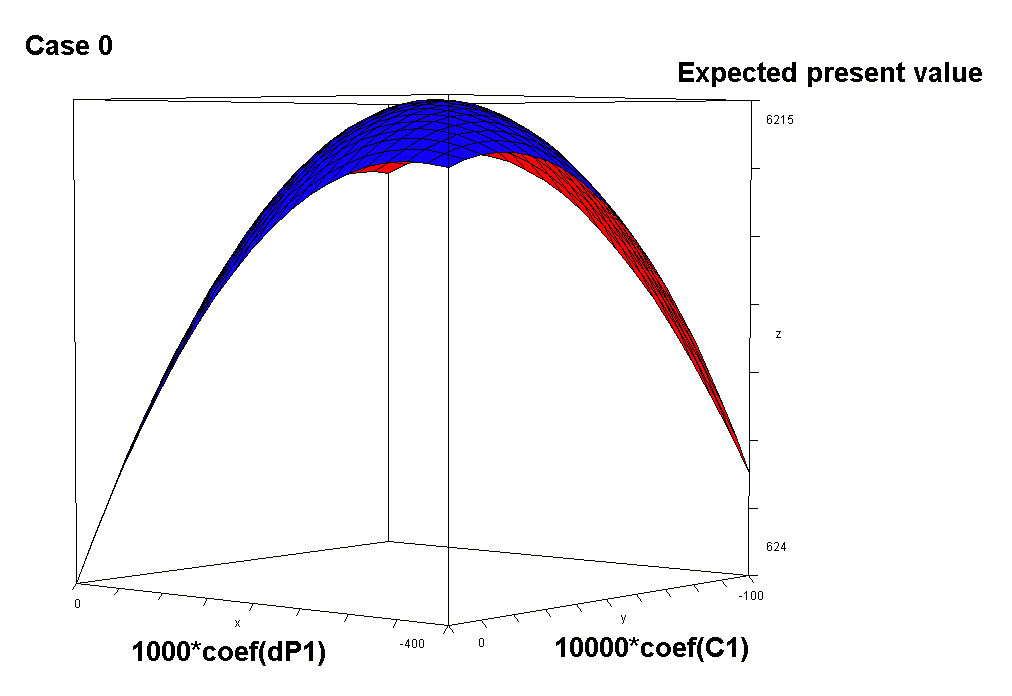 Case 0
Expected present value
6215
z
624
0
-100
x
y
-400
0
1000*coef(dP1)
10000*coef(C1)